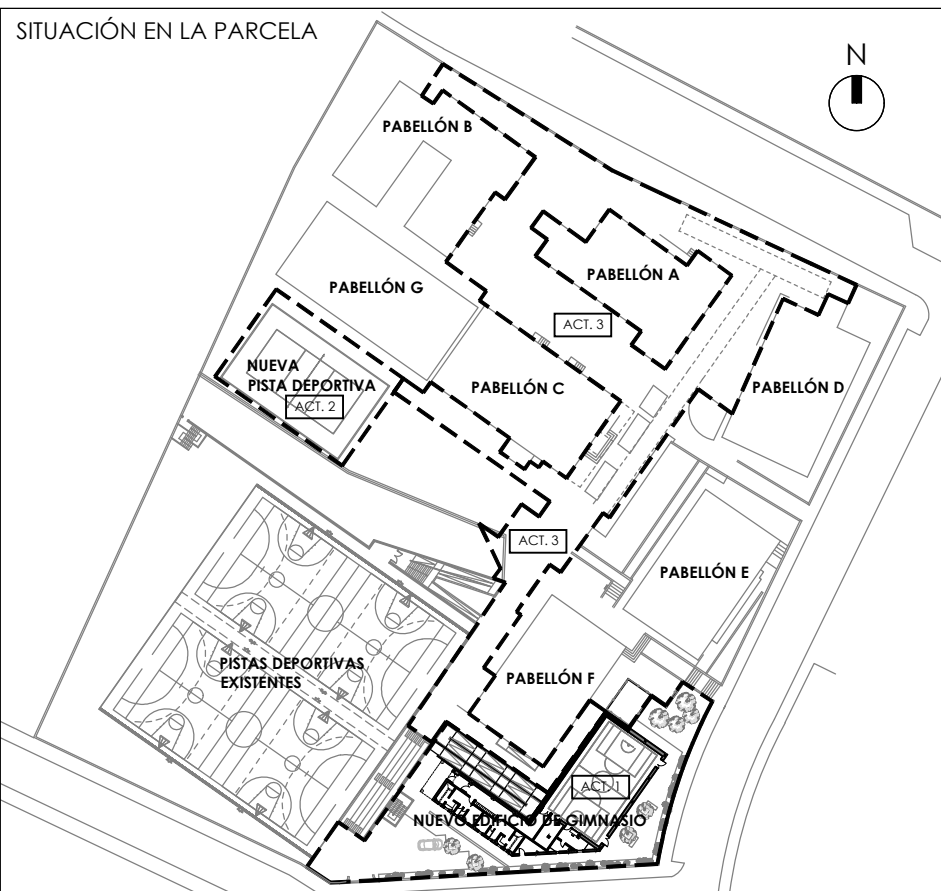 SITUACIÓN EN LA PARCELA
N
PABELLÓN B
PABELLÓN A
PABELLÓN G
ACT. 3
NUEVA
PISTA DEPORTIVA
ACT. 2
PABELLÓN C
PABELLÓN D
ACT. 3
PABELLÓN E
PISTAS DEPORTIVAS
EXISTENTES
PABELLÓN F
ACT. 1
NUEVO EDIFICIO DE GIMNASIO